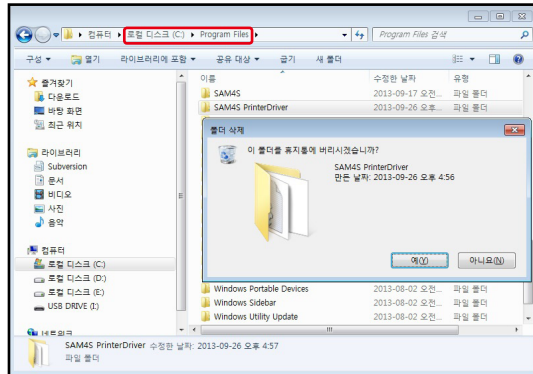 컴퓨터 ▸ 로컬 디스크 (C:) ▸ Program Files ▸
Program Files 검색
구성 ▼ 열기 라이브러리에 포함 ▼ 공유 대상 ▼ 굽기 새 폴더
이름 수정한 날짜 유형
즐겨찾기
다운로드
바탕 화면
최근 위치
라이브러리
Subversion
문서
비디오
사진
음악
컴퓨터
로컬 디스크 (C:)
로컬 디스크 (D:)
로컬 디스크 (E:)
USB DRIVE (I:)
네트워크
SAM4S 2013-09-17 오전... 파일 폴더
SAM4S PrinterDriver 2013-09-26 오후... 파일 폴더
폴더 삭제
이 폴더를 휴지통에 버리시겠습니까?
SAM4S PrinterDriver
만든 날짜: 2013-09-26 오후 4:56
예(Y) 아니요(N)
Windows Portable Devices 2013-08-02 오전... 파일 폴더
Windows Sidebar 2013-08-02 오전... 파일 폴더
Windows Utility Update 2013-08-02 오전... 파일 폴더
SAM4S PrinterDriver 수정한 날짜: 2013-09-26 오후 4:57
파일 폴더